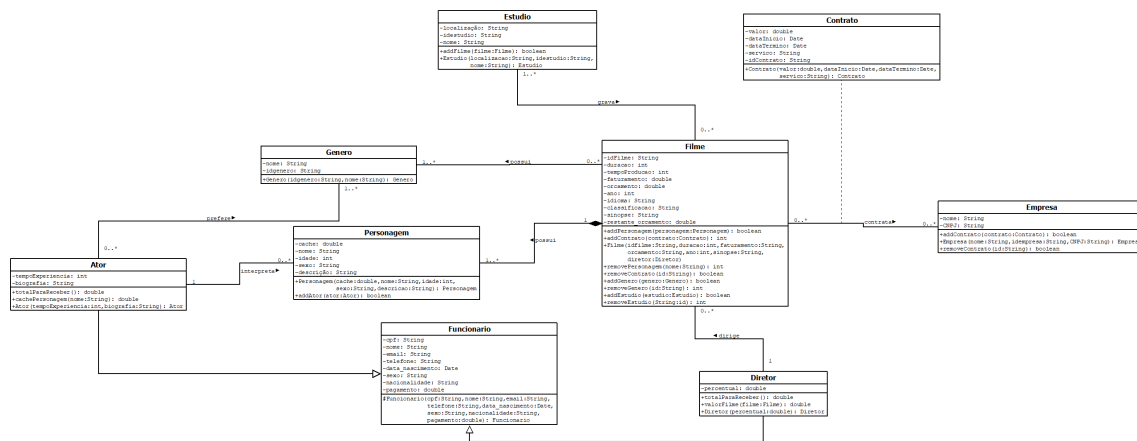 Estudio
-localização: String
-idestudio: String
-nome: String
+addFilme(filme:Filme): boolean
+Estudio(localizacao:String,idestudio:String,
nome:String): Estudio
1..*
grava
0..*
Contrato
-valor: double
-dataInicio: Date
-dataTermino: Date
-servico: String
-idContrato: String
+Contrato(valor:double,dataInicio:Date,dataTermino:Date,
servico:String): Contrato
Genero
-nome: String
-idgenero: String
+Genero(idgenero:String,nome:String): Genero
1..*
possui
0..*
1..*
prefere
0..*
Filme
-idFilme: String
-duracao: int
-tempoProducao: int
-faturamento: double
-orcamento: double
-ano: int
-idioma: String
-classificacao: String
-sinopse: String
-restante_orcamento: double
+addPersonagem(personagem:Personagem): boolean
+addContrato(contrato:Contrato): int
+Filme(idfilme:String,duracao:int,faturamento:String,
orcamento:String,ano:int,sinopse:String,
diretor:Diretor)
+removePersonagem(nome:String): int
+removeContrato(id:String): boolean
+addGenero(genero:Genero): boolean
+removeGenero(id:String): int
+addEstudio(estudio:Estudio): boolean
+removeEstudio(String:id): int
0..*
contrata
0..*
Empresa
-nome: String
-CNPJ: String
+addContrato(contrato:Contrato): boolean
+Empresa(nome:String,idempresa:String,CNPJ:String): Empresa
+removeContrato(id:String): boolean
Personagem
-cache: double
-nome: String
-idade: int
-sexo: String
-descrição: String
+Personagem(cache:double,nome:String,idade:int,
sexo:String,descricao:String): Personagem
+addAtor(ator:Ator): boolean
1
possui
1..*
Ator
-tempoExperiencia: int
-biografia: String
+totalParaReceber(): double
+cachePersonagem(nome:String): double
+Ator(tempoExperiencia:int,biografia:String): Ator
1
interpreta
0..*
Funcionario
-cpf: String
-nome: String
-email: String
-telefone: String
-data_nascimento: Date
-sexo: String
-nacionalidade: String
-pagamento: double
#Funcionario(cpf:String,nome:String,email:String,
telefone:String,data_nascimento:Date,
sexo:String,nacionalidade:String,
pagamento:double): Funcionario
0..*
dirige
1
Diretor
-percentual: double
+totalParaReceber(): double
+valorFilme(filme:Filme): double
+Diretor(percentual:double): Diretor